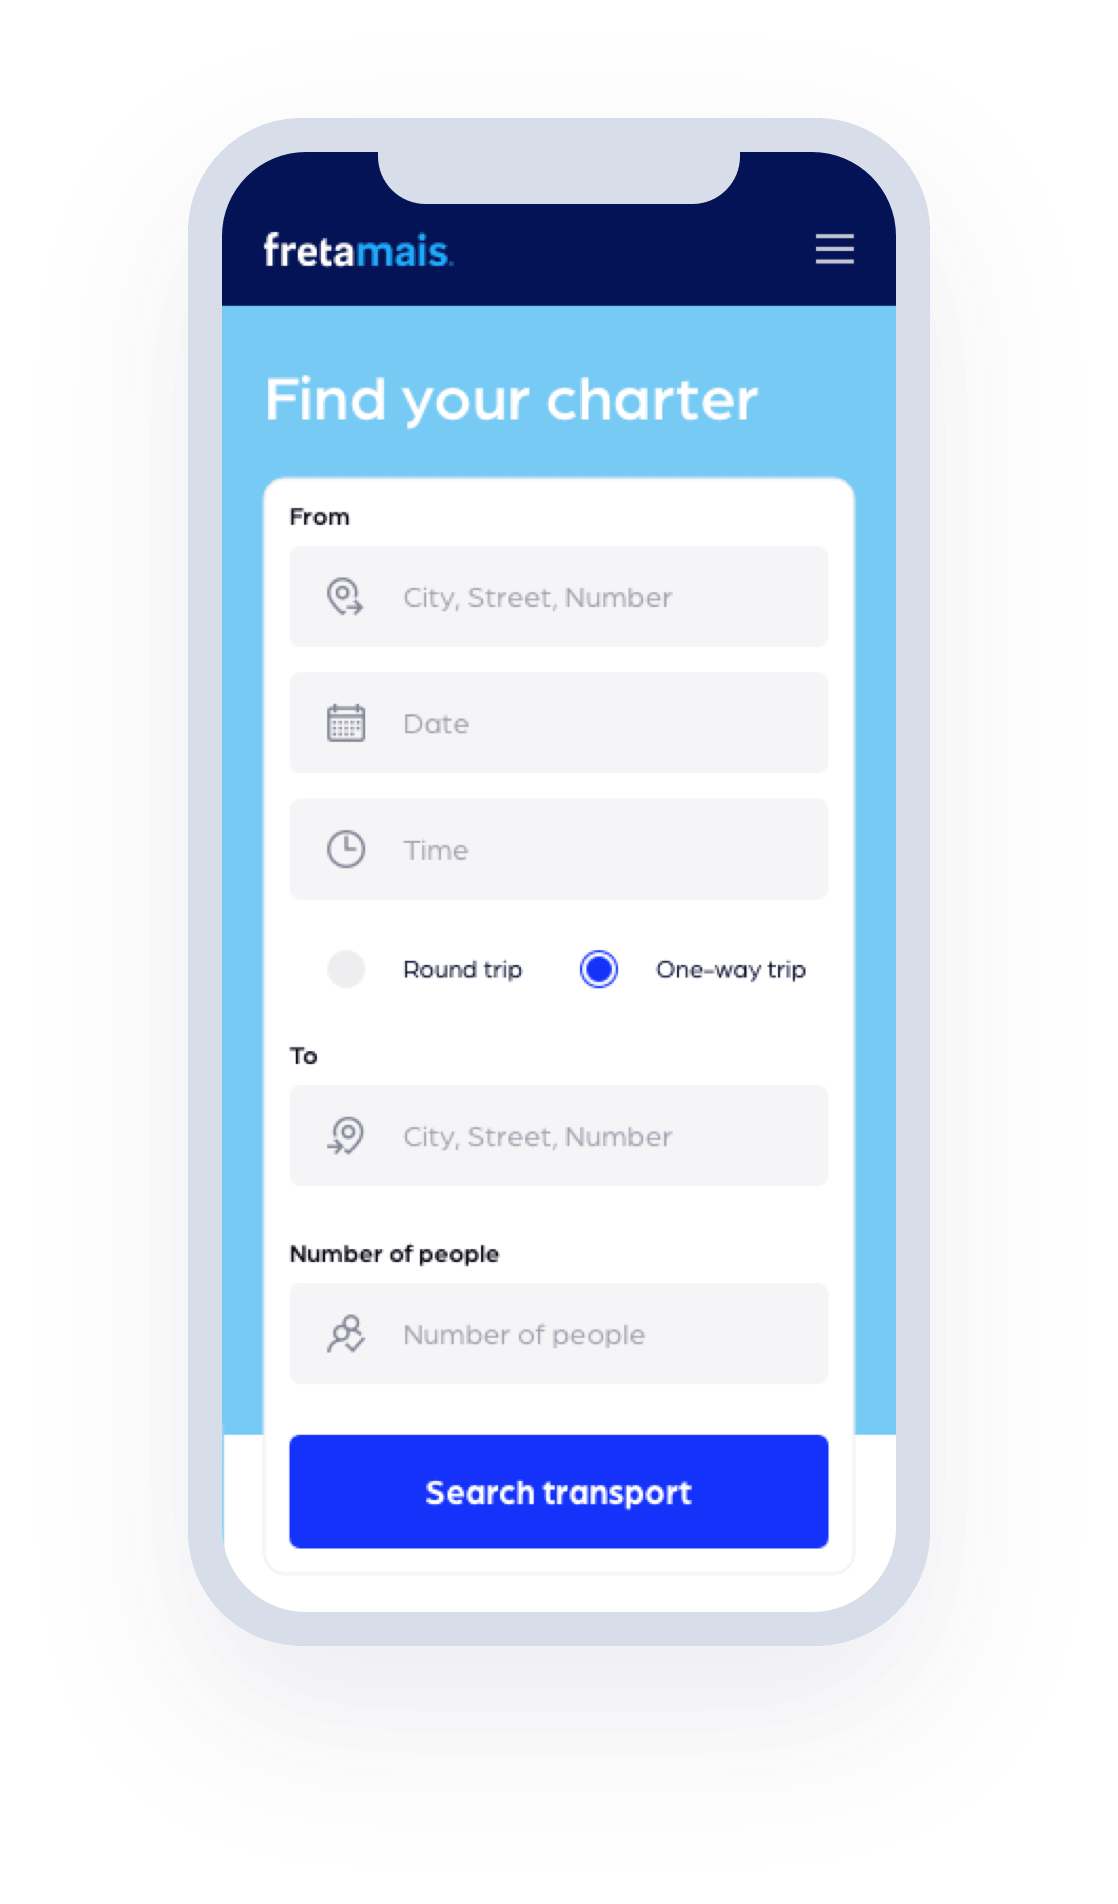 fretamais.
Find your charter
From
City, Street, Number
Date
Time
Round trip One-way trip
To
City, Street, Number
Number of people
Number of people
Search transport